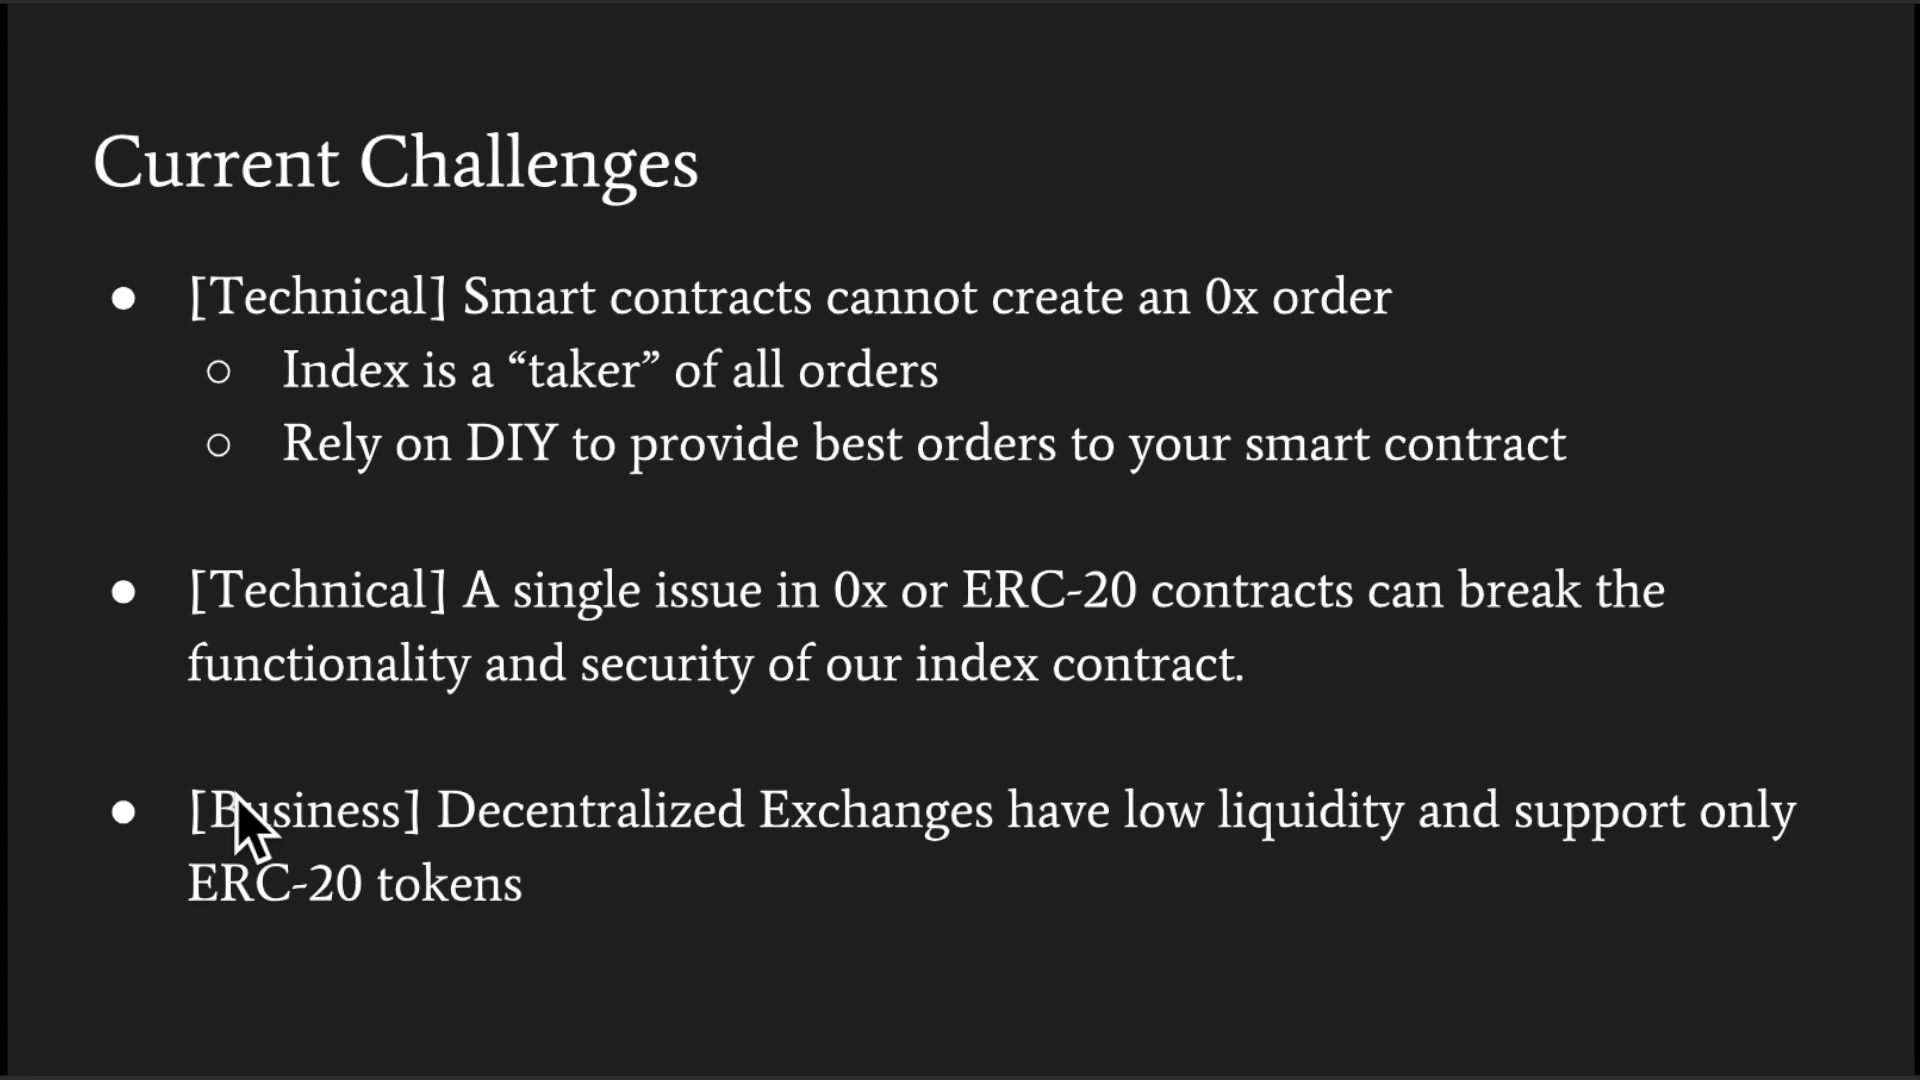 Current Challenges
● [Technical] Smart contracts cannot create an 0x order
○ Index is a “taker” of all orders
○ Rely on DIY to provide best orders to your smart contract
● [Technical] A single issue in 0x or ERC-20 contracts can break the
functionality and security of our index contract.
● [Business] Decentralized Exchanges have low liquidity and support only
ERC-20 tokens